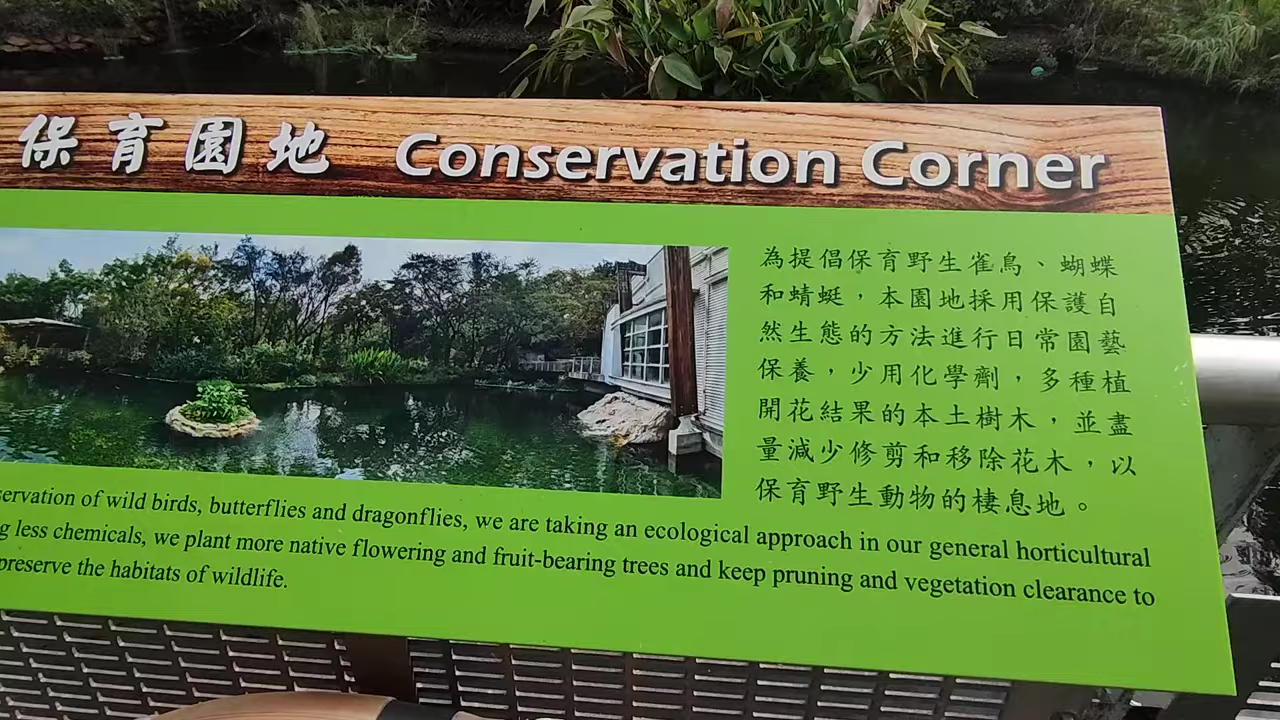 保育園地 Conservation Corner
為提倡保育野生雀鳥、蝴蝶
和蜻蜓，本園地採用保護自
然生態的方法進行日常園藝
保養，少用化學劑，多種植
開花結果的本土樹木，並盡
量減少修剪和移除花木，以
保育野生動物的棲息地。
of wild birds, butterflies and dragonflies, we are taking an ecological approach in our general horticultural
less chemicals, we plant more native flowering and fruit-bearing trees and keep pruning and vegetation clearance to
preserve the habitats of wildlife.